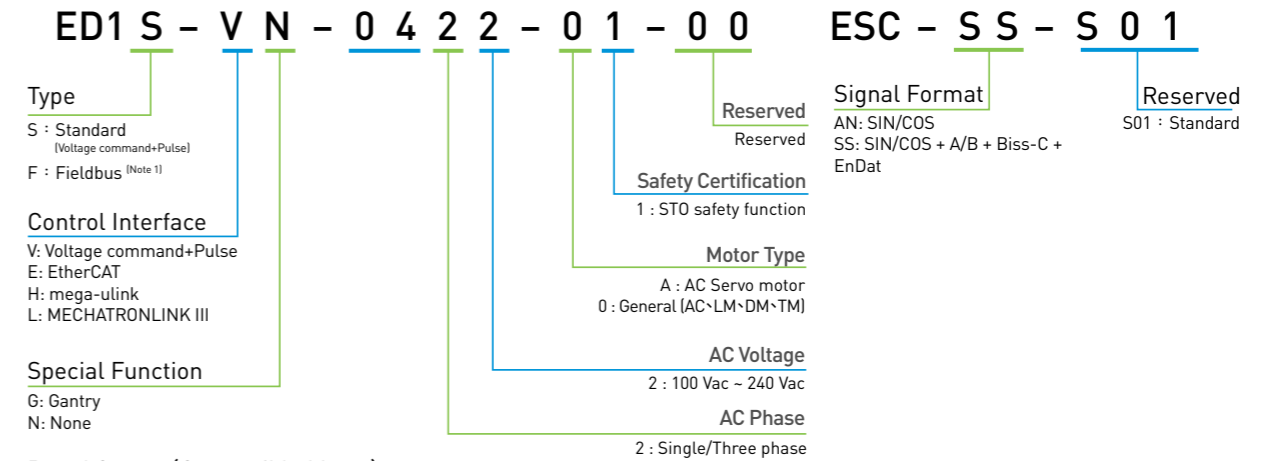 ED1 S – V N – 0 4 2 2 – 0 1 – 0 0
Type
S : Standard
(Voltage command+Pulse)
F : Fieldbus (Note 1)
Control Interface
V: Voltage command+Pulse
E: EtherCAT
H: mega-ulink
L: MECHATRONLINK III
Special Function
G: Gantry
N: None
Reserved
Reserved
Safety Certification
1 : STO safety function
Motor Type
A : AC Servo motor
0 : General (AC、LM、DM、TM)
AC Voltage
2 : 100 Vac ~ 240 Vac
AC Phase
2 : Single/Three phase
ESC – S S – S 0 1
Signal Format
AN: SIN/COS
SS: SIN/COS + A/B + Biss-C +
EnDat
Reserved
S01 : Standard